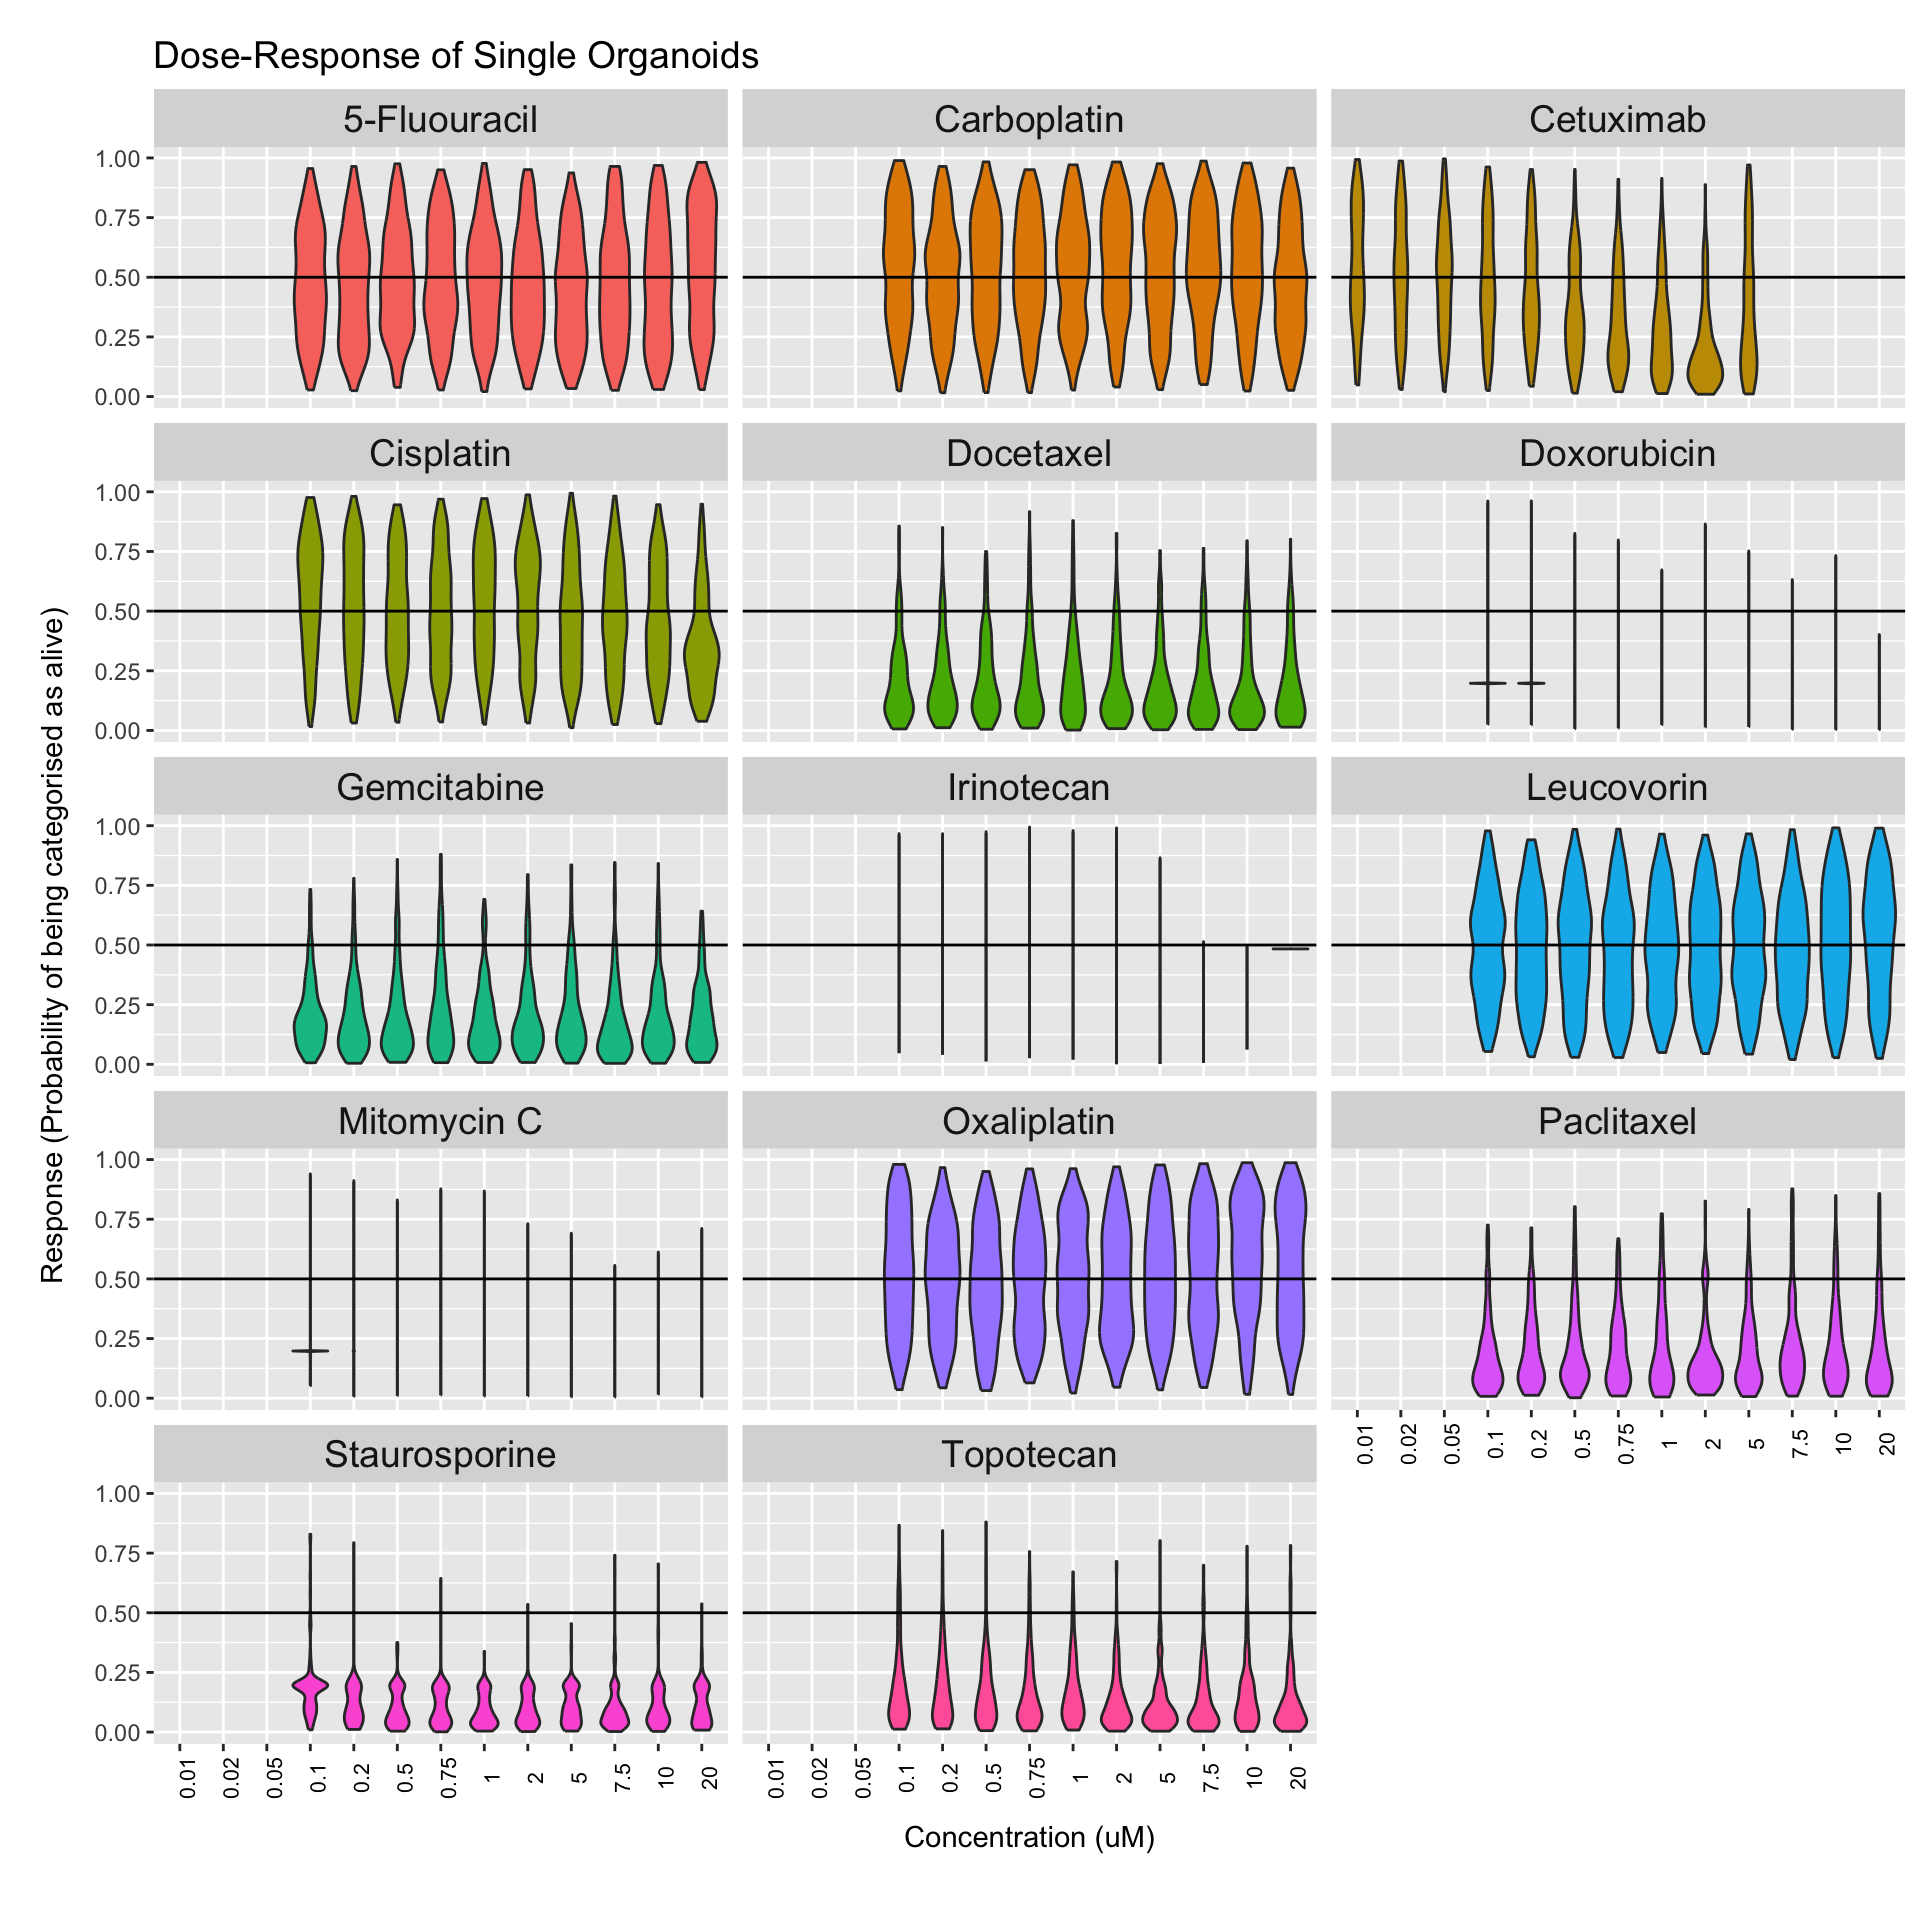 Dose-Response of Single Organoids
5-Fluouracil
Carboplatin
Cetuximab
1.00
0.75
0.50
0.25
0.00
Cisplatin
Docetaxel
Doxorubicin
1.00
0.75
0.50
0.25
0.00
Gemcitabine
Irinotecan
Leucovorin
1.00
0.75
0.50
0.25
0.00
Mitomycin C
Oxaliplatin
Paclitaxel
1.00
0.75
0.50
0.25
0.00
0.01 0.02 0.05 0.1 0.2 0.5 0.75 1 2 5 7.5 10 20
Staurosporine
Topotecan
1.00
0.75
0.50
0.25
0.00
0.01 0.02 0.05 0.1 0.2 0.5 0.75 1 2 5 7.5 10 20
0.01 0.02 0.05 0.1 0.2 0.5 0.75 1 2 5 7.5 10 20
Concentration (uM)
Response (Probability of being categorised as alive)